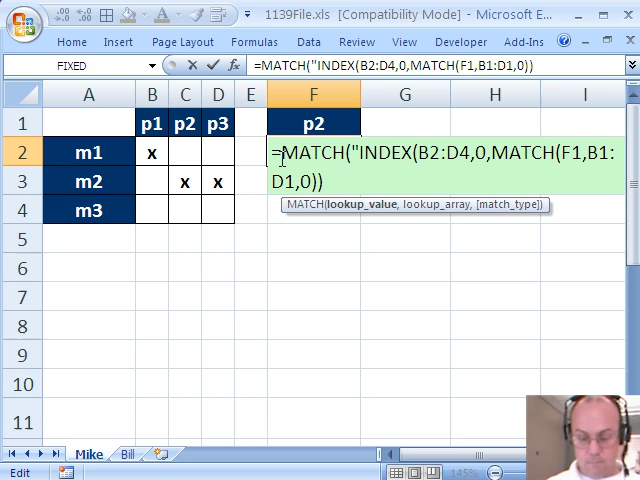 1139File.xls [Compatibility Mode] - Microsoft E...
Home Insert Page Layout Formulas Data Review View Developer
FIXED fx =MATCH("INDEX(B2:D4,0,MATCH(F1,B1:D1,0))
A B C D E F G H I
1 p1 p2 p3 p2
2 m1 x =MATCH("INDEX(B2:D4,0,MATCH(F1,B1:
3 m2 x x D1,0))
MATCH(lookup_value, lookup_array, [match_type])
4 m3
5
6
7
8
9
10
11
Mike Bill
Edit 145%